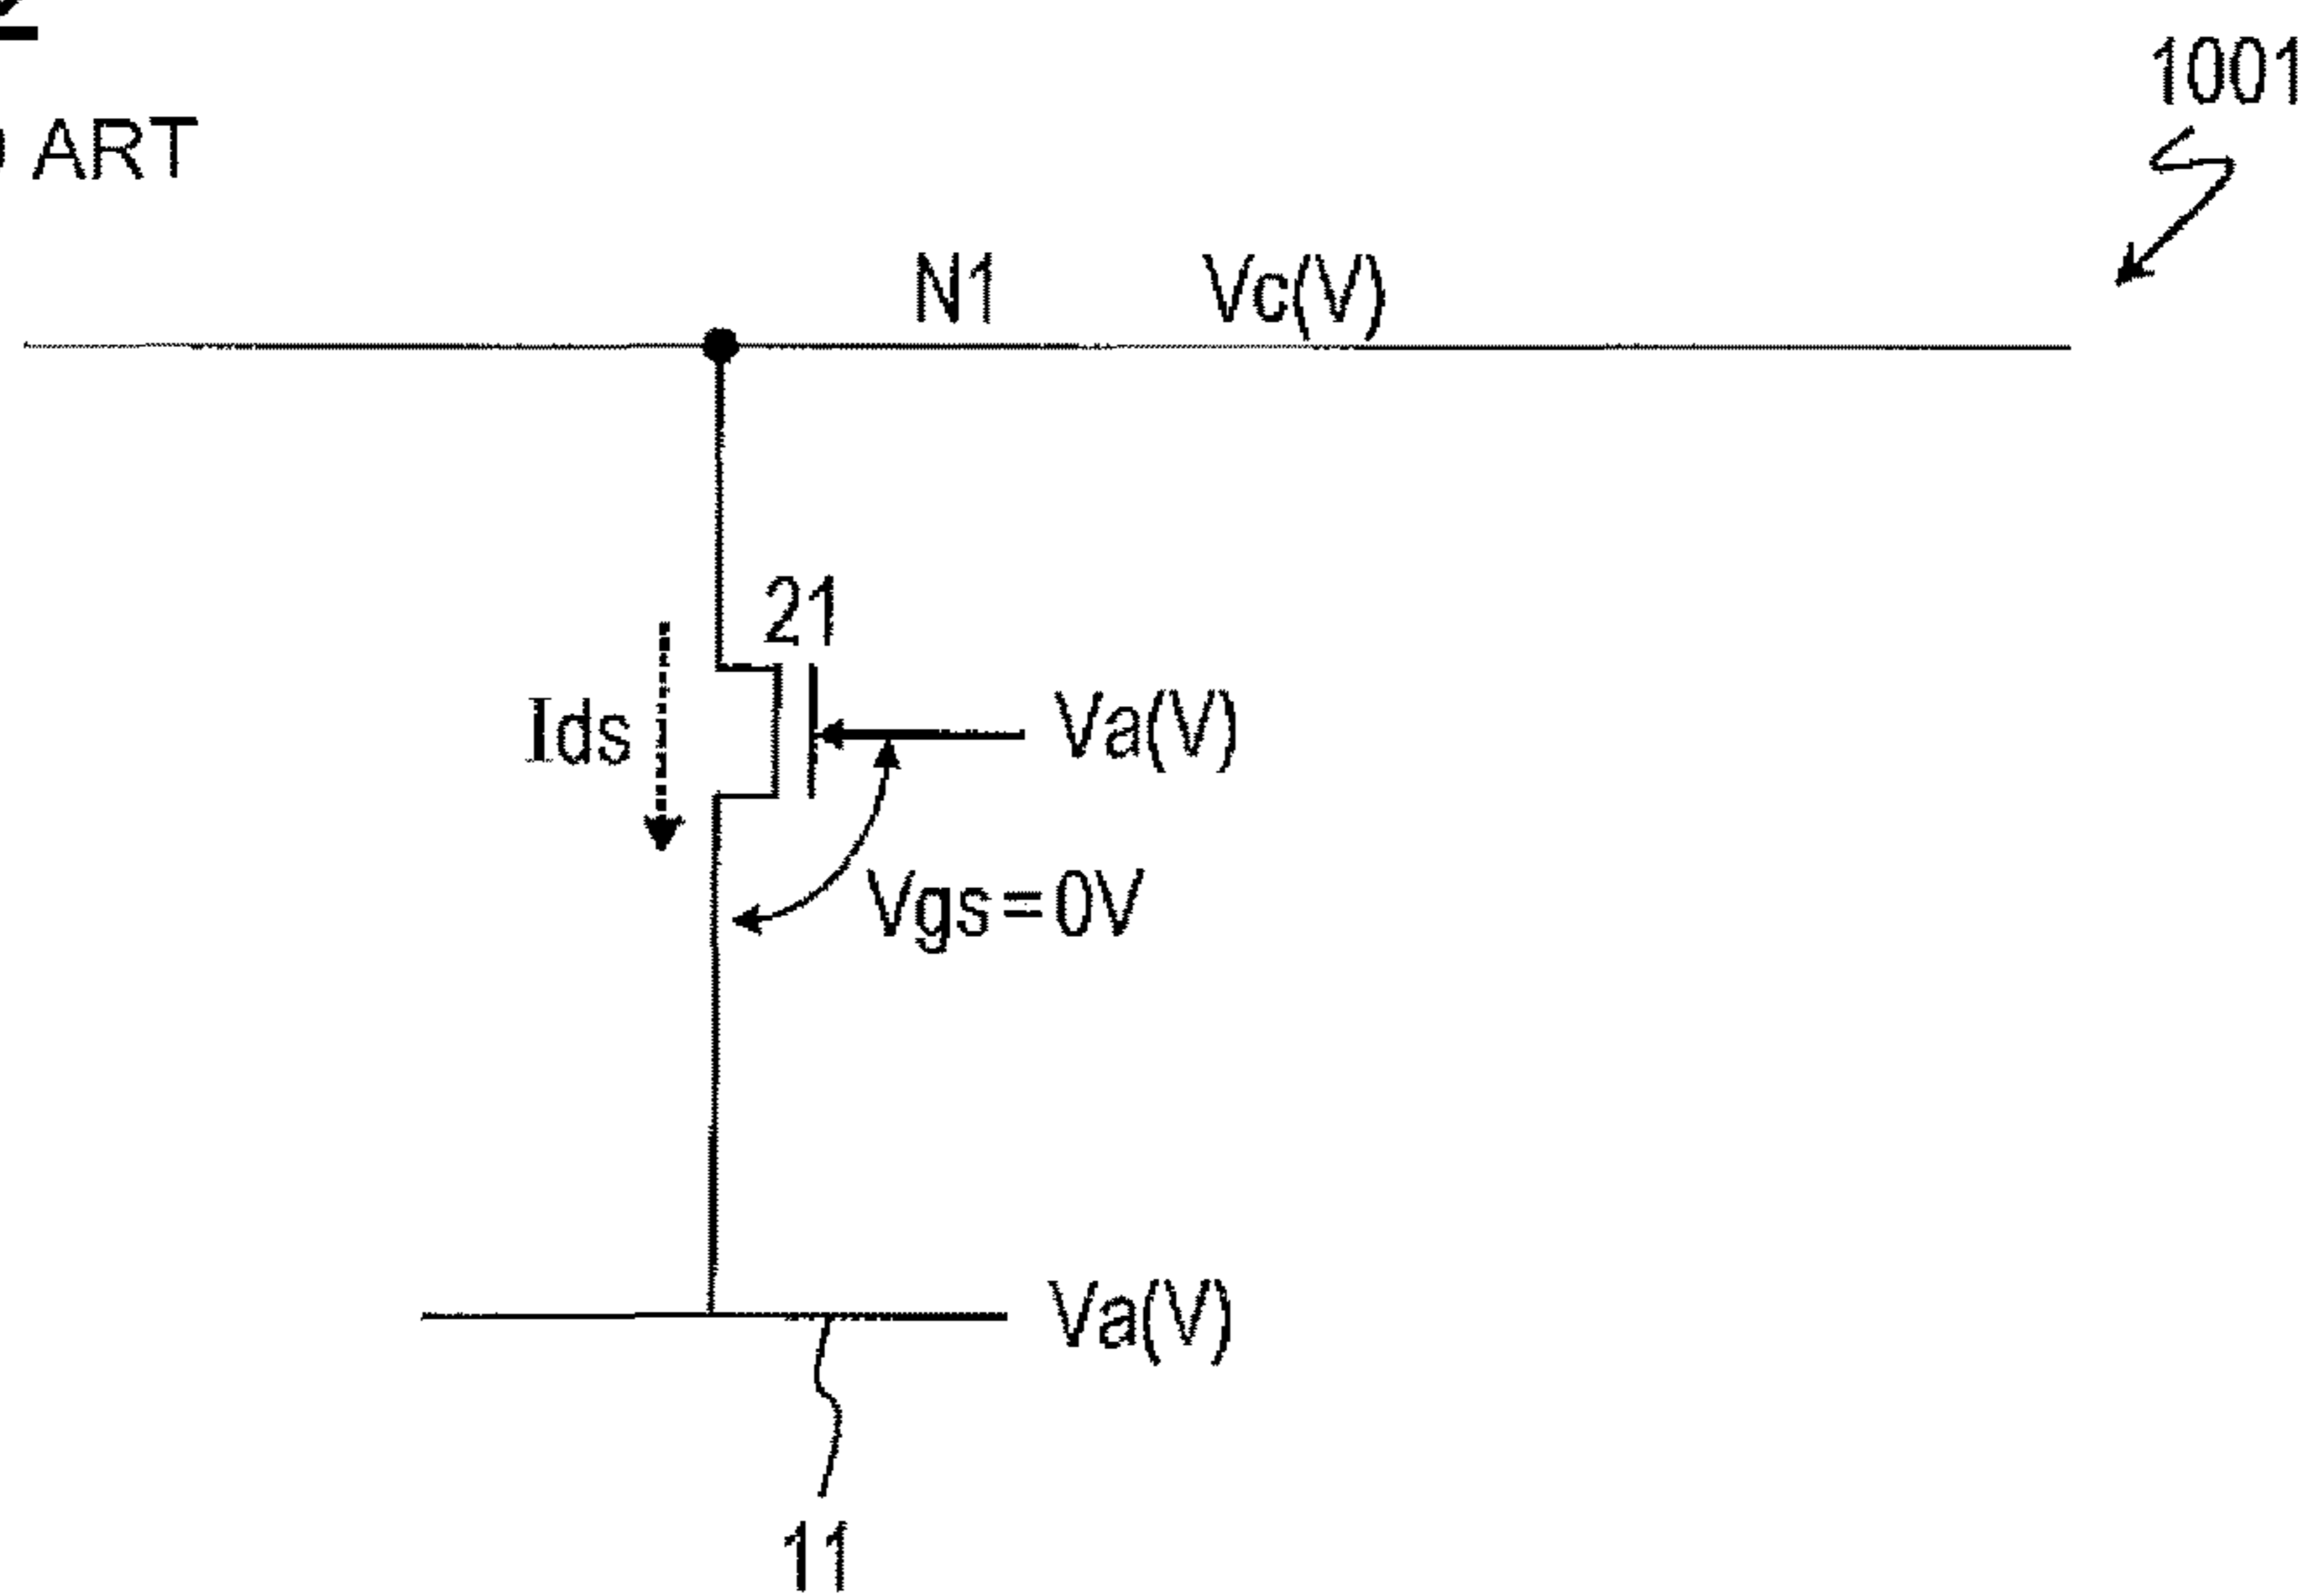 ART
1001
N1
Vc(V)
21
Ids
Va(V)
Vgs=0V
Va(V)
11